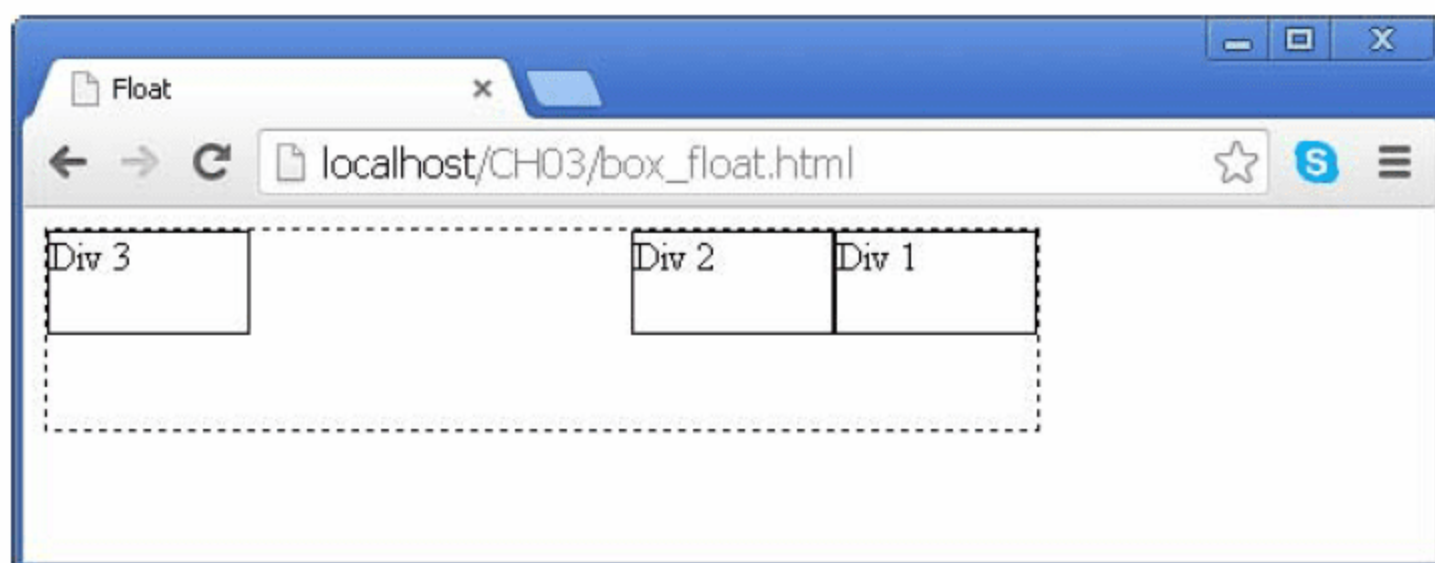 Float
localhost/CH03/box_float.html
Div 3
Div 2
Div 1